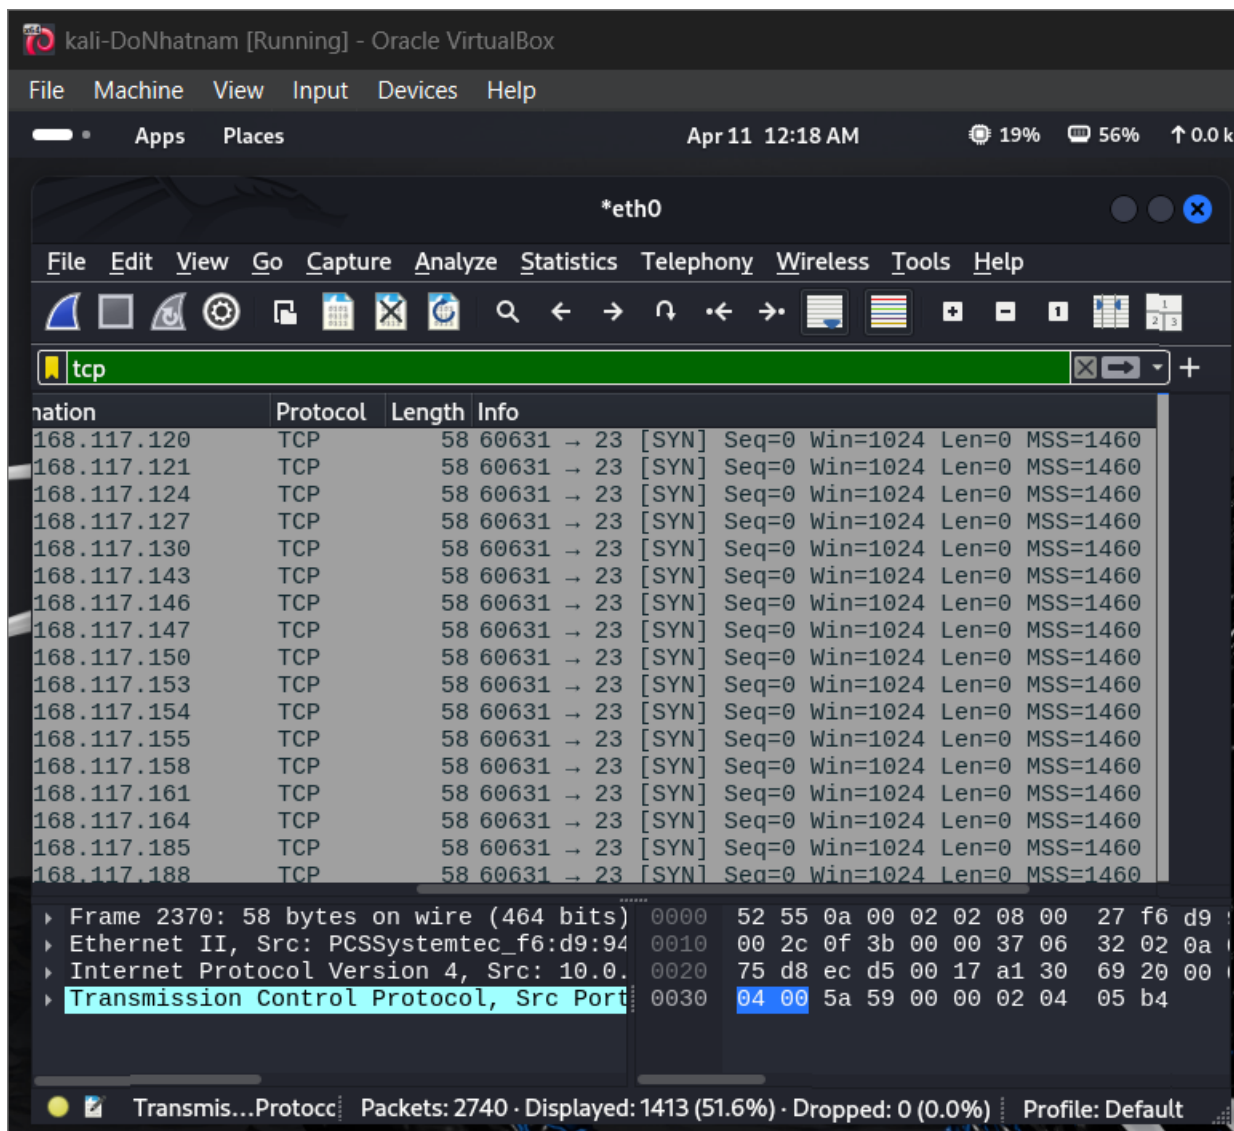 kali-DoNhatnam [Running] - Oracle VirtualBox
File Machine View Input Devices Help
Apps Places Apr 11 12:18 AM 19% 56% ↑ 0.0 k
*eth0
File Edit View Go Capture Analyze Statistics Telephony Wireless Tools Help
tcp
nation Protocol Length Info
168.117.120 TCP 58 60631 → 23 [SYN] Seq=0 Win=1024 Len=0 MSS=1460
168.117.121 TCP 58 60631 → 23 [SYN] Seq=0 Win=1024 Len=0 MSS=1460
168.117.124 TCP 58 60631 → 23 [SYN] Seq=0 Win=1024 Len=0 MSS=1460
168.117.127 TCP 58 60631 → 23 [SYN] Seq=0 Win=1024 Len=0 MSS=1460
168.117.130 TCP 58 60631 → 23 [SYN] Seq=0 Win=1024 Len=0 MSS=1460
168.117.143 TCP 58 60631 → 23 [SYN] Seq=0 Win=1024 Len=0 MSS=1460
168.117.146 TCP 58 60631 → 23 [SYN] Seq=0 Win=1024 Len=0 MSS=1460
168.117.147 TCP 58 60631 → 23 [SYN] Seq=0 Win=1024 Len=0 MSS=1460
168.117.150 TCP 58 60631 → 23 [SYN] Seq=0 Win=1024 Len=0 MSS=1460
168.117.153 TCP 58 60631 → 23 [SYN] Seq=0 Win=1024 Len=0 MSS=1460
168.117.154 TCP 58 60631 → 23 [SYN] Seq=0 Win=1024 Len=0 MSS=1460
168.117.155 TCP 58 60631 → 23 [SYN] Seq=0 Win=1024 Len=0 MSS=1460
168.117.158 TCP 58 60631 → 23 [SYN] Seq=0 Win=1024 Len=0 MSS=1460
168.117.161 TCP 58 60631 → 23 [SYN] Seq=0 Win=1024 Len=0 MSS=1460
168.117.164 TCP 58 60631 → 23 [SYN] Seq=0 Win=1024 Len=0 MSS=1460
168.117.185 TCP 58 60631 → 23 [SYN] Seq=0 Win=1024 Len=0 MSS=1460
168.117.188 TCP 58 60631 → 23 [SYN] Seq=0 Win=1024 Len=0 MSS=1460
Frame 2370: 58 bytes on wire (464 bits) 0000 52 55 0a 00 02 02 08 00 27 f6 d9
Ethernet II, Src: PCSSystemtec_f6:d9:94 0010 00 2c 0f 3b 00 00 37 06 32 02 0a
Internet Protocol Version 4, Src: 10.0. 0020 75 d8 ec d5 00 17 a1 30 69 20 00
Transmission Control Protocol, Src Port 0030 04 00 5a 59 00 00 02 04 05 b4
Transmis...Protocc Packets: 2740 · Displayed: 1413 (51.6%) · Dropped: 0 (0.0%) Profile: Default